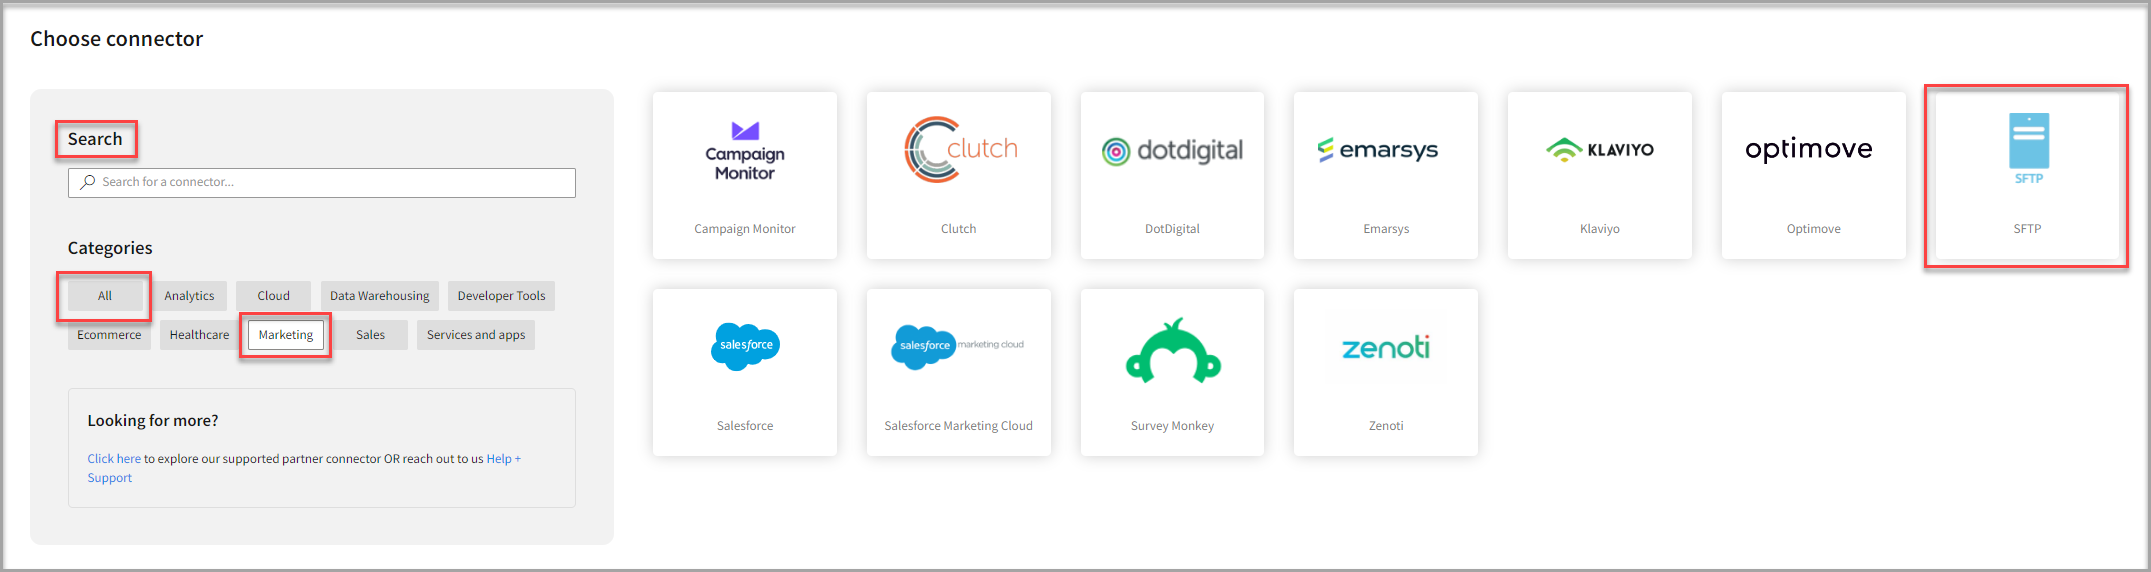 Choose connector
Search
Search for a connector...
Categories
All Analytics Cloud Data Warehousing Developer Tools
Ecommerce Healthcare Marketing Sales Services and apps
Looking for more?
Click here to explore our supported partner connector OR reach out to us Help +
Support
Campaign
Monitor
Campaign Monitor
clutch
Clutch
dotdigital
DotDigital
emarsys
Emarsys
KLAVIYO
Klaviyo
optimove
Optimove
SFTP
SFTP
salesforce
Salesforce
salesforce marketing cloud
Salesforce Marketing Cloud
Survey Monkey
zenoti
Zenoti